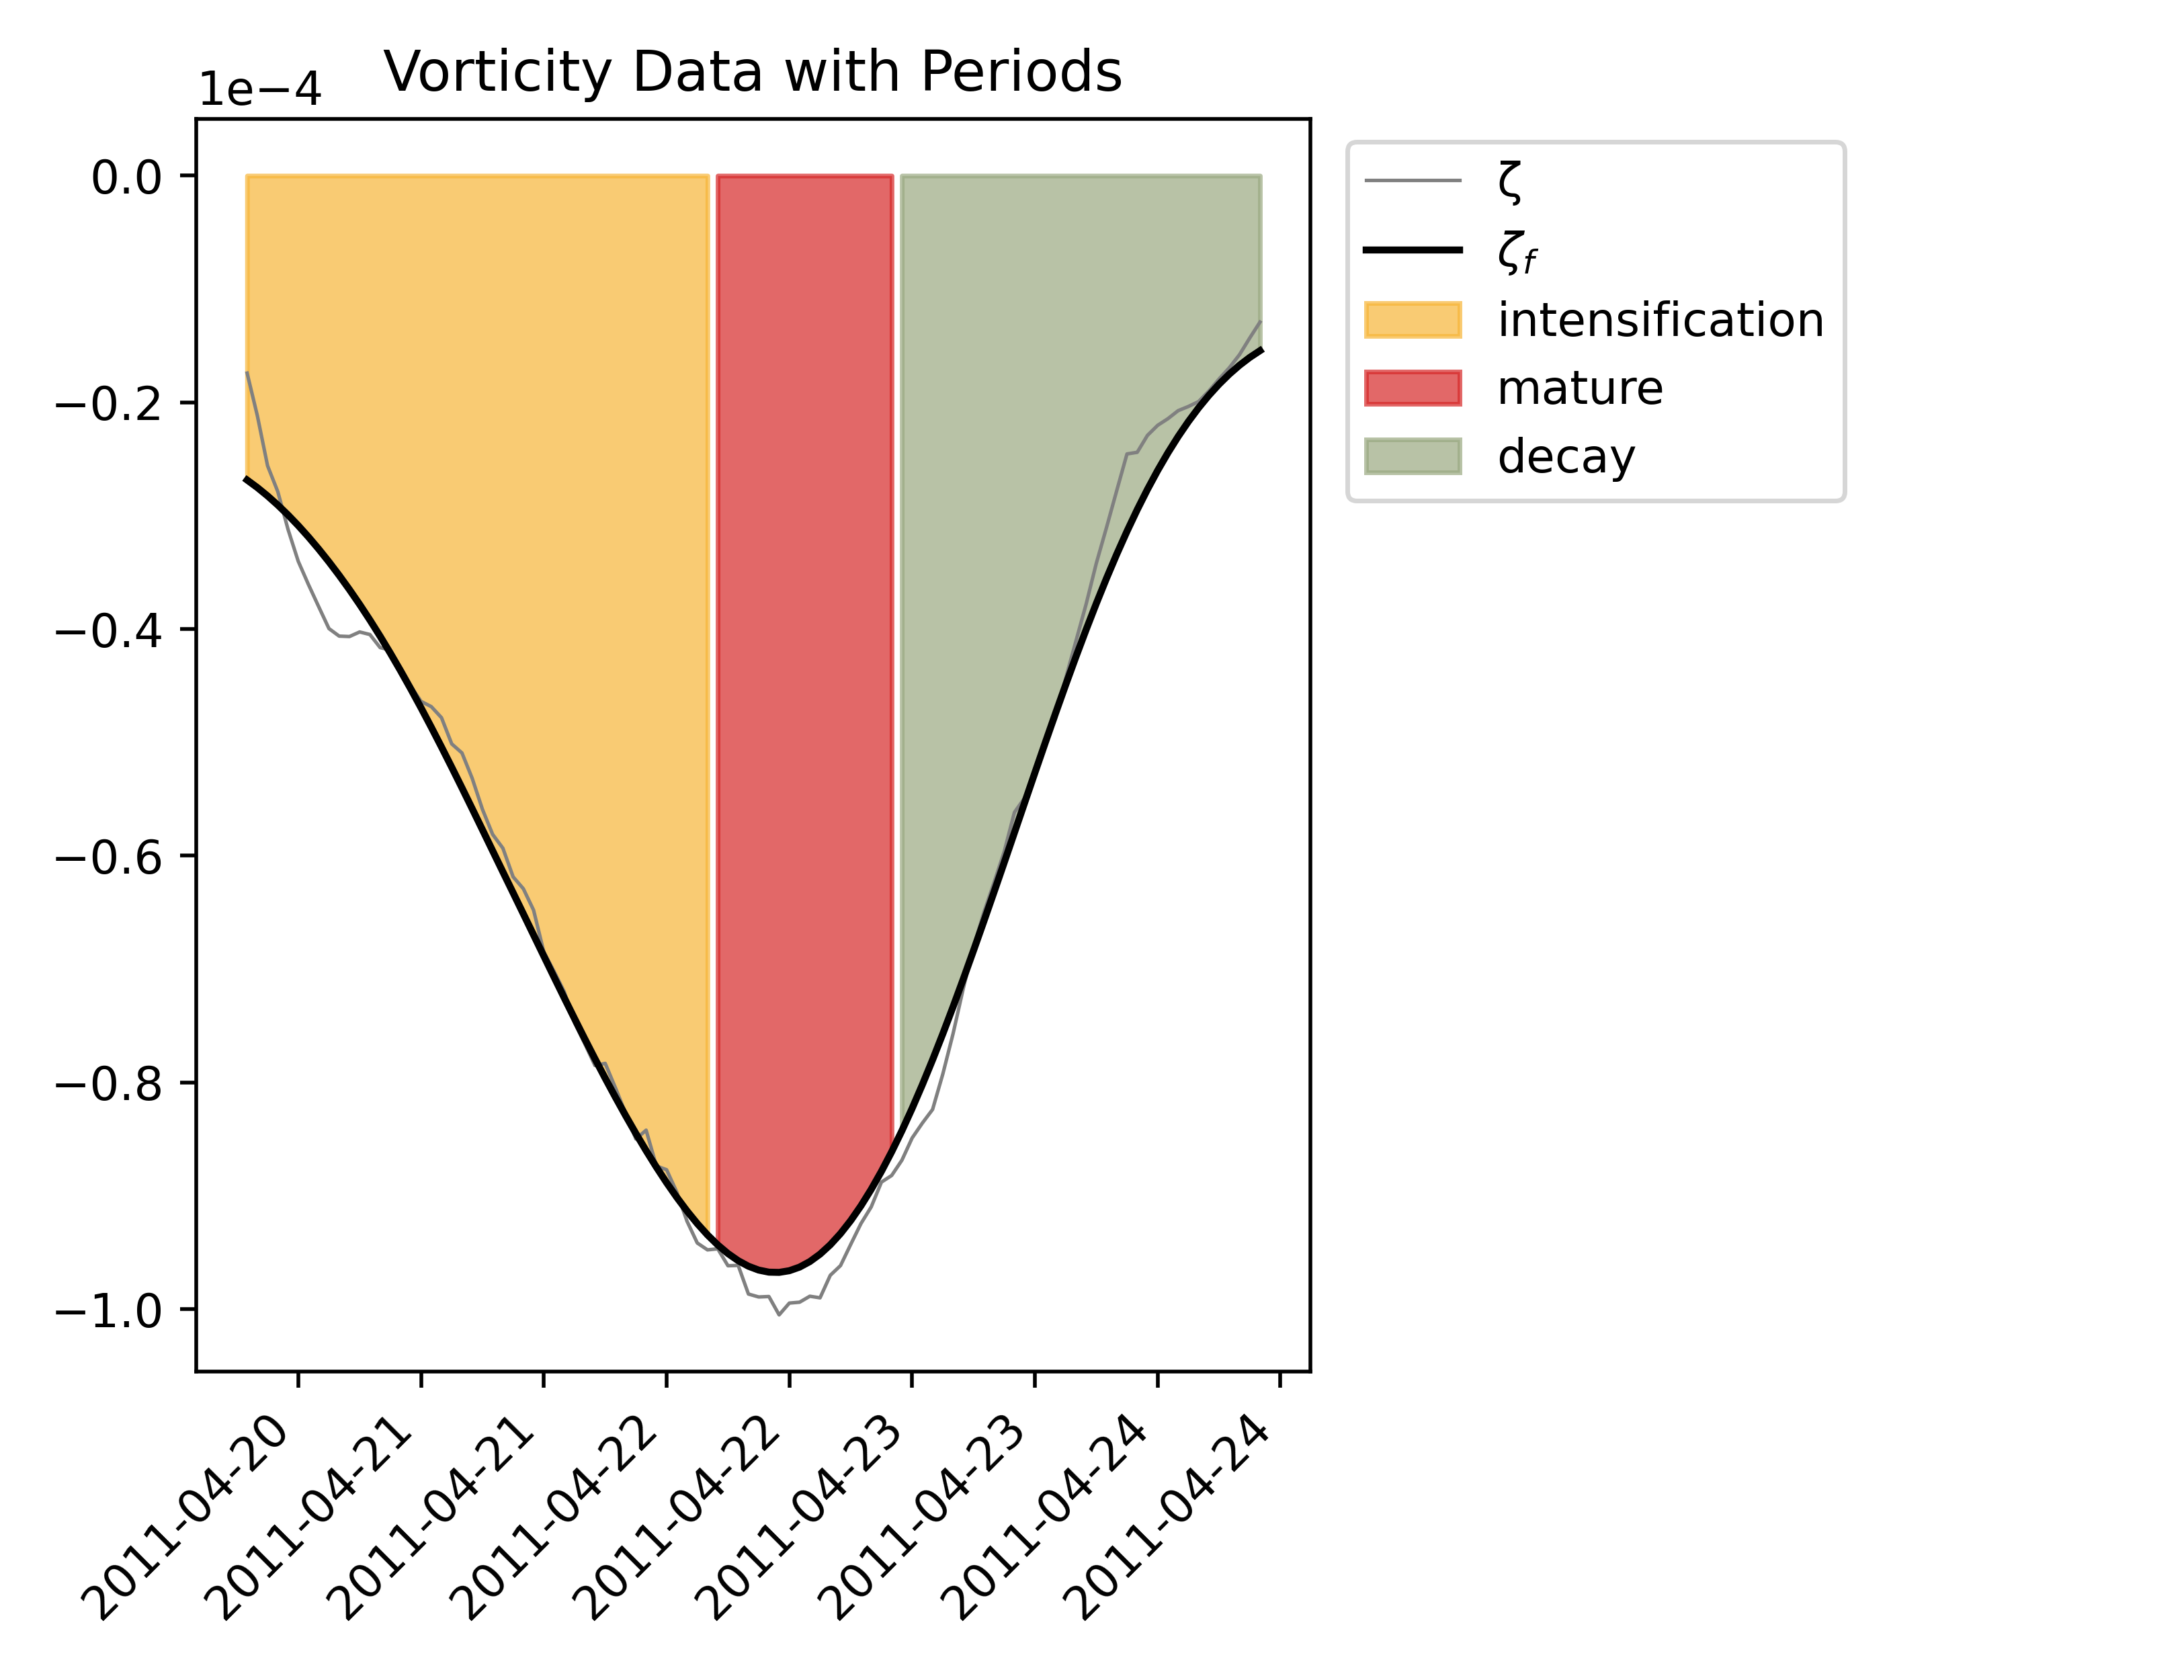 Vorticity Data with Periods
1e−4
0.0
−0.2
−0.4
−0.6
−0.8
−1.0
2011-04-20
2011-04-21
2011-04-21
2011-04-22
2011-04-22
2011-04-23
2011-04-23
2011-04-24
2011-04-24
ζ
ζf
intensification
mature
decay